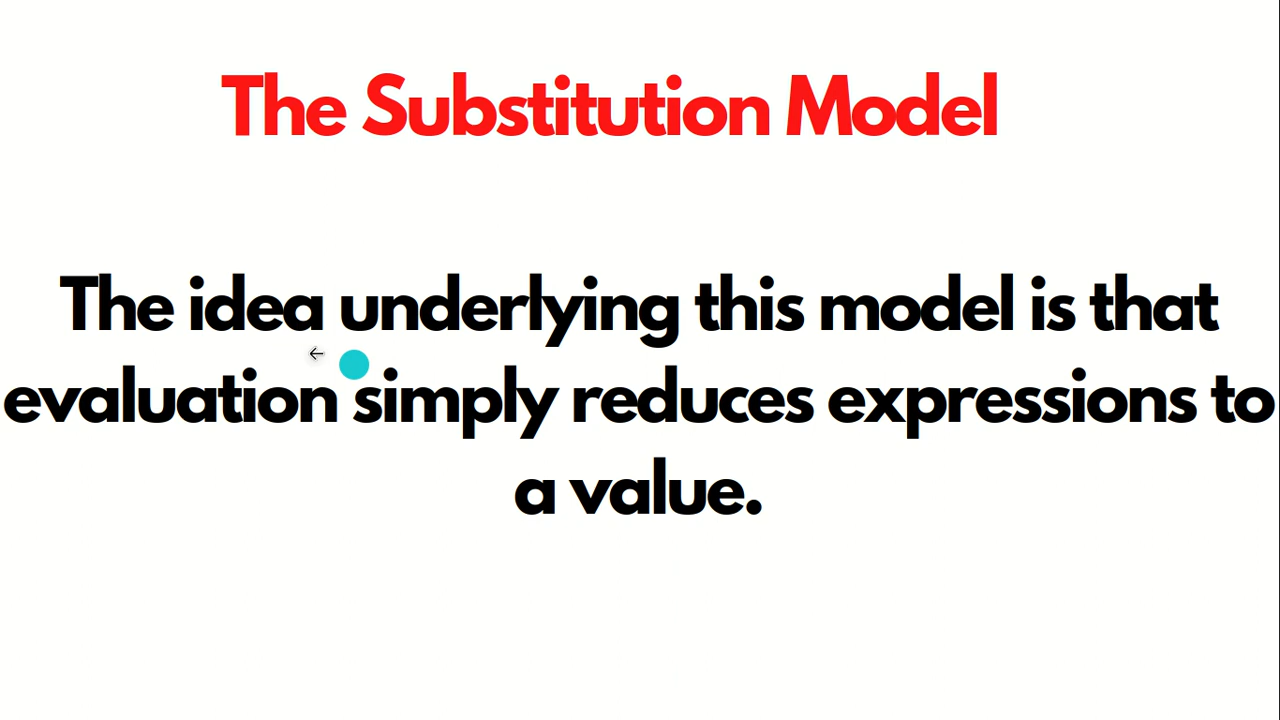 The Substitution Model
The idea underlying this model is that
evaluation simply reduces expressions to
a value.